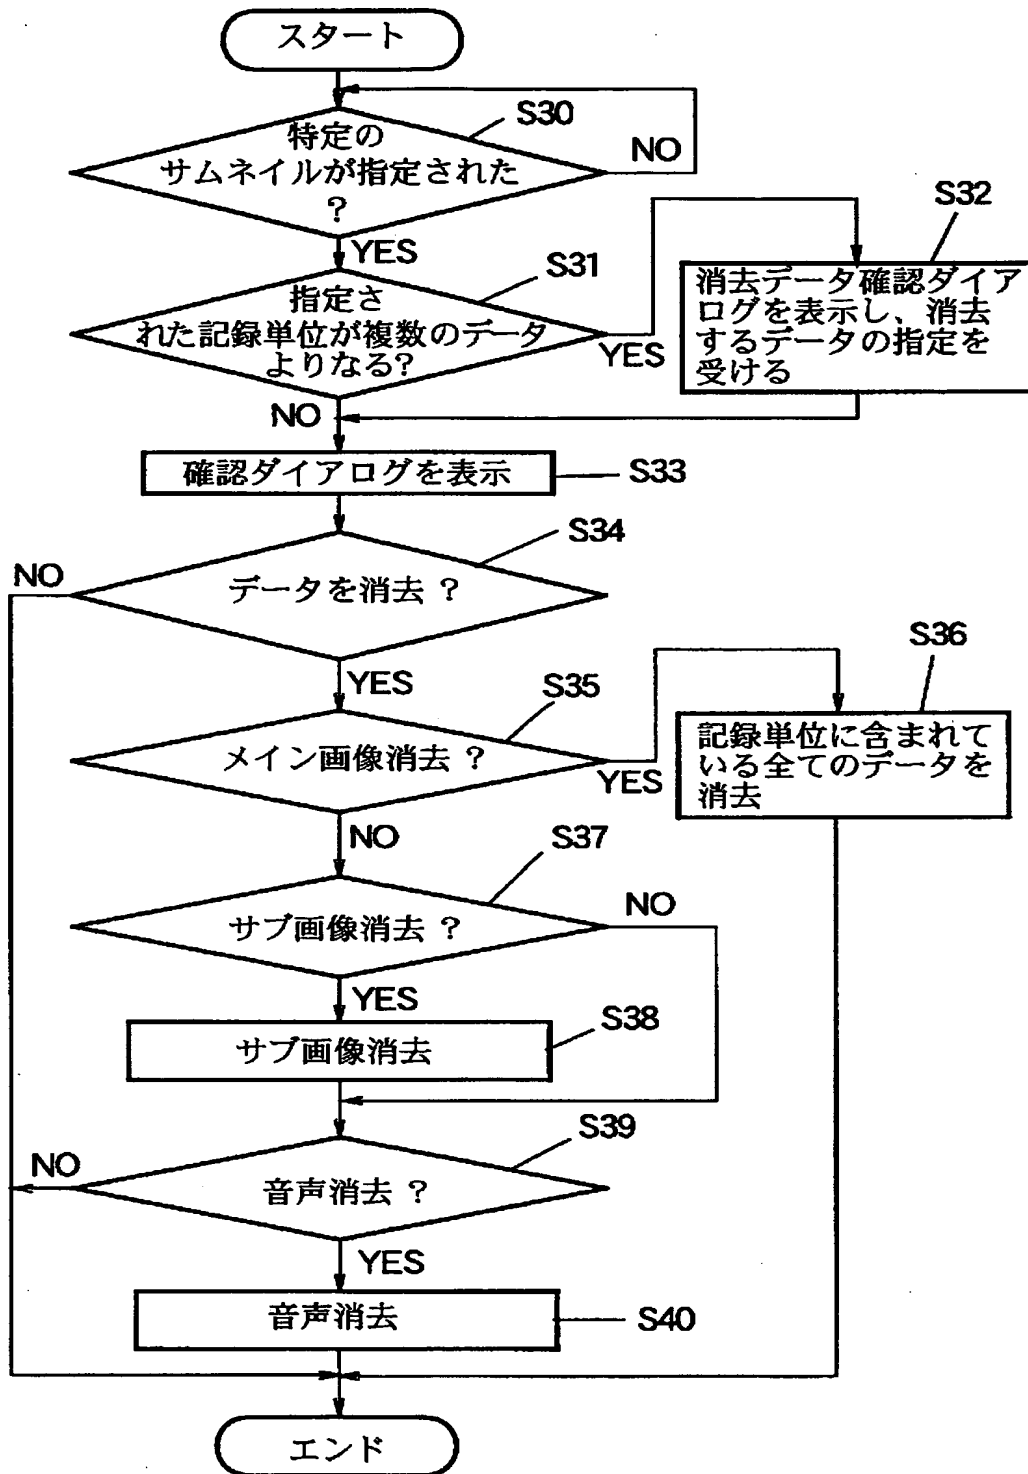 スタート
S30
特定の
サムネイルが指定された
?
NO
YES
S31
指定さ
れた記録単位が複数のデータ
よりなる?
YES
S32
消去データ確認ダイア
ログを表示し、消去
するデータの指定を
受ける
NO
確認ダイアログを表示
S33
S34
データを消去 ?
NO
YES
S35
メイン画像消去 ?
YES
S36
記録単位に含まれて
いる全てのデータを
消去
NO
S37
サブ画像消去 ?
NO
YES
サブ画像消去
S38
S39
音声消去 ?
NO
YES
音声消去
S40
エンド